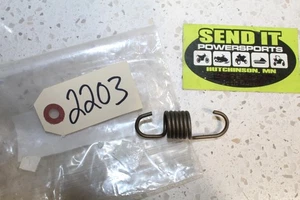 SEND IT
POWERSPORTS
HUTCHINSON, MN
2203